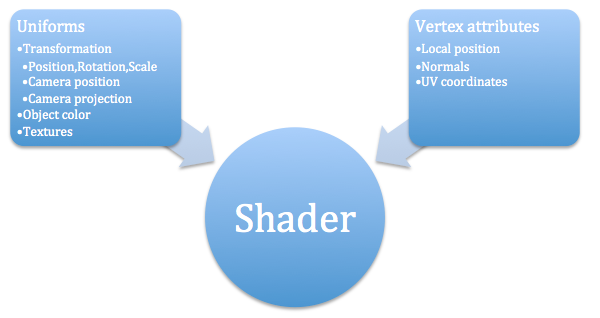 Uniforms
•Transformation
•Position,Rotation,Scale
•Camera position
•Camera projection
•Object color
•Textures
Vertex attributes
•Local position
•Normals
•UV coordinates
Shader